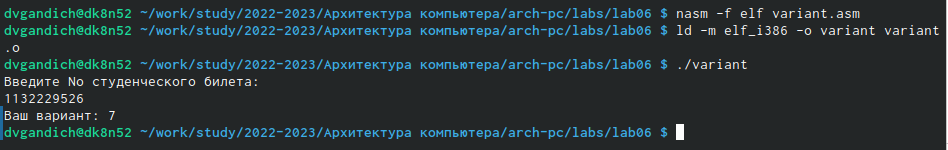 dvgandich@dk8n52 ~/work/study/2022-2023/Архитектура компьютера/arch-pc/labs/lab06 $ nasm -f elf variant.asm
dvgandich@dk8n52 ~/work/study/2022-2023/Архитектура компьютера/arch-pc/labs/lab06 $ ld -m elf_i386 -o variant variant
.o
dvgandich@dk8n52 ~/work/study/2022-2023/Архитектура компьютера/arch-pc/labs/lab06 $ ./variant
Введите No студенческого билета:
1132229526
Ваш вариант: 7
dvgandich@dk8n52 ~/work/study/2022-2023/Архитектура компьютера/arch-pc/labs/lab06 $